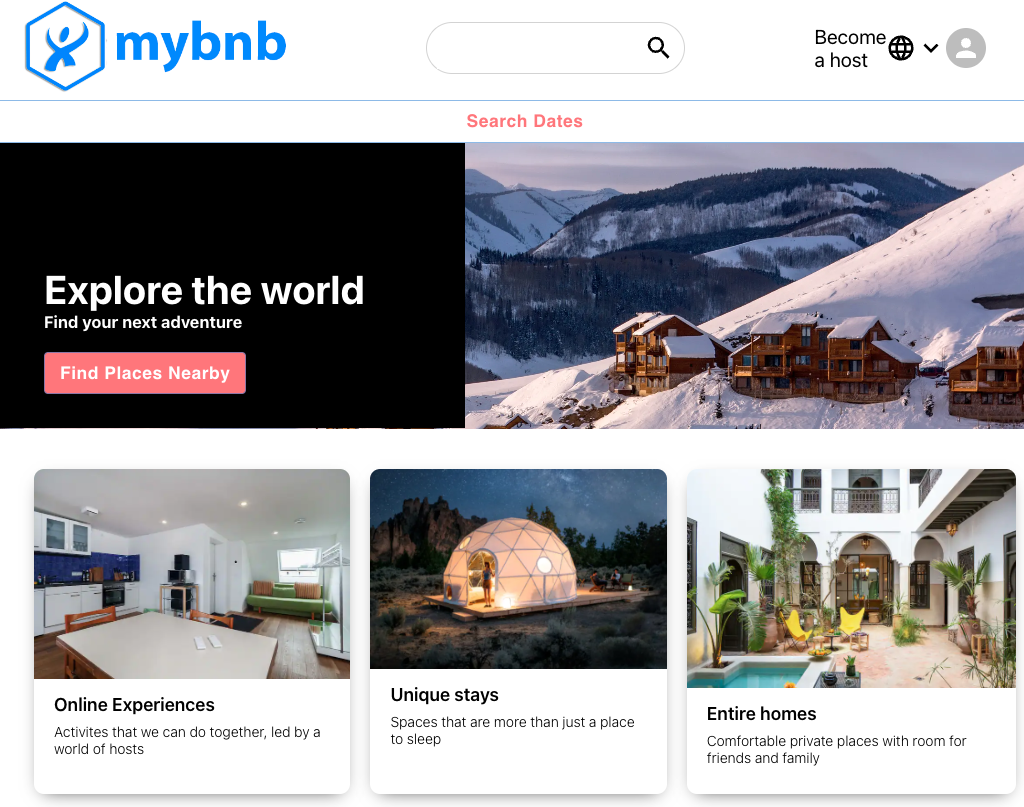 mybnb
Become
a host
Search Dates
Explore the world
Find your next adventure
Find Places Nearby
Online Experiences
Activites that we can do together, led by a
world of hosts
Unique stays
Spaces that are more than just a place
to sleep
Entire homes
Comfortable private places with room for
friends and family